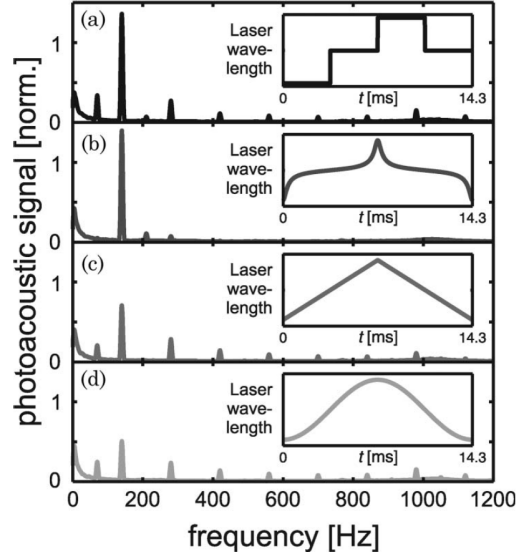 photoacoustic signal [norm.]
(a)
1
0
Laser
wave-
length
0
t [ms]
14.3
(b)
1
0
Laser
wave-
length
0
t [ms]
14.3
(c)
1
0
Laser
wave-
length
0
t [ms]
14.3
(d)
1
0
Laser
wave-
length
0
t [ms]
14.3
0 200 400 600 800 1000 1200
frequency [Hz]